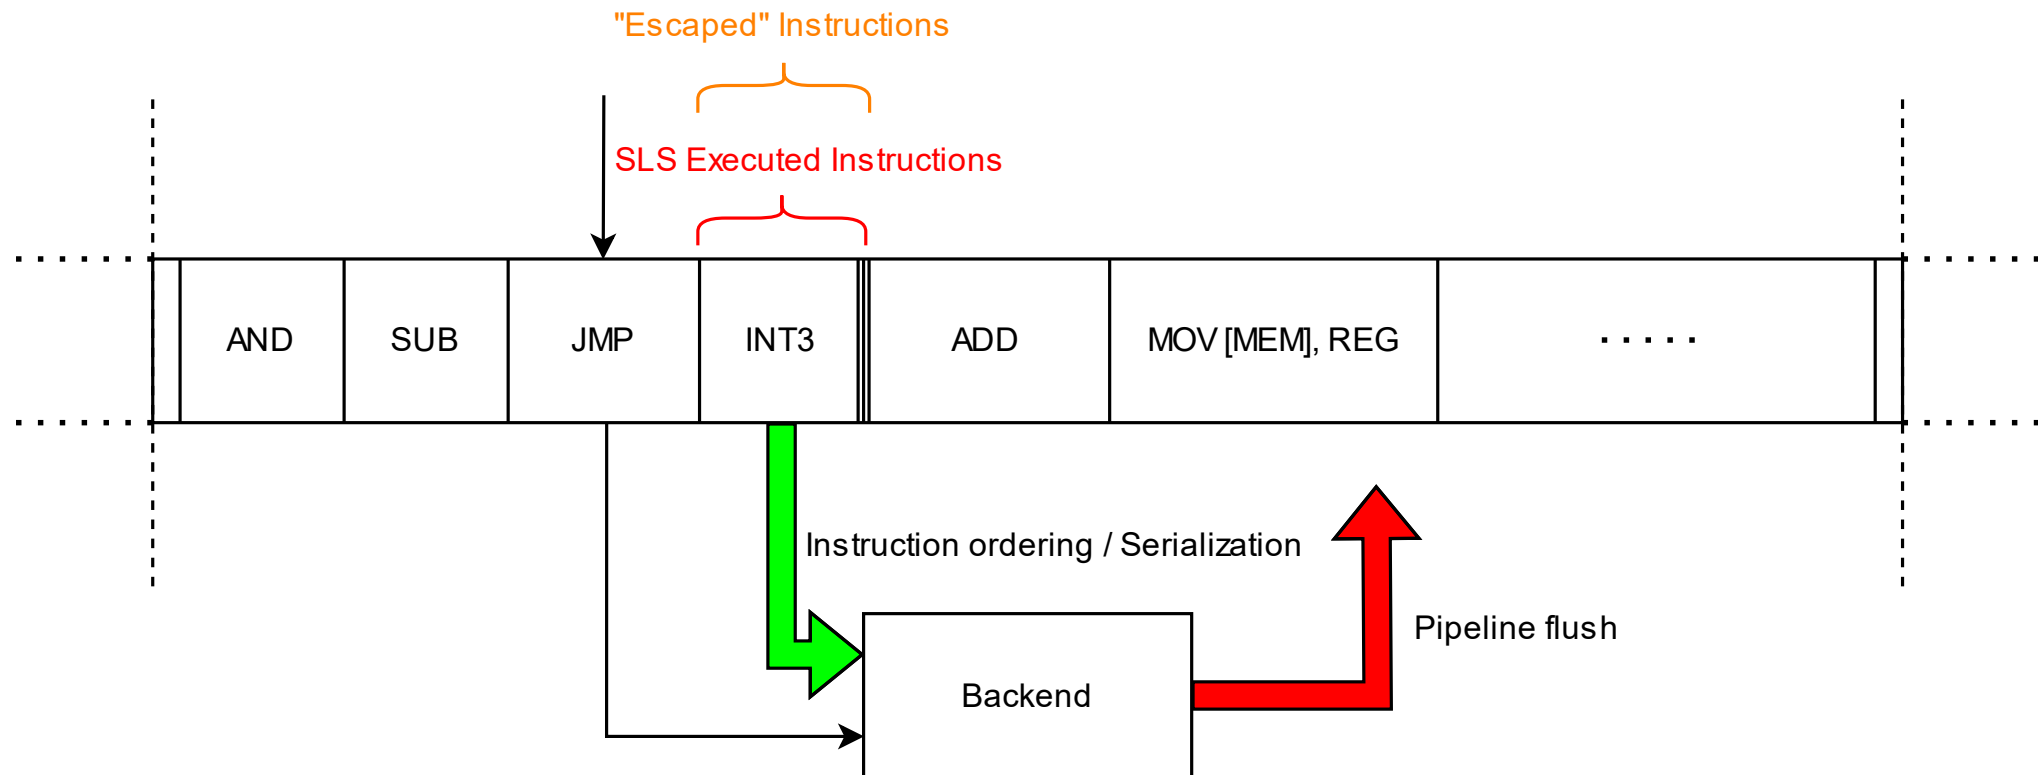 "Escaped" Instructions
SLS Executed Instructions
AND
SUB
JMP
INT3
ADD
MOV [MEM], REG
.....
Instruction ordering / Serialization
Pipeline flush
Backend